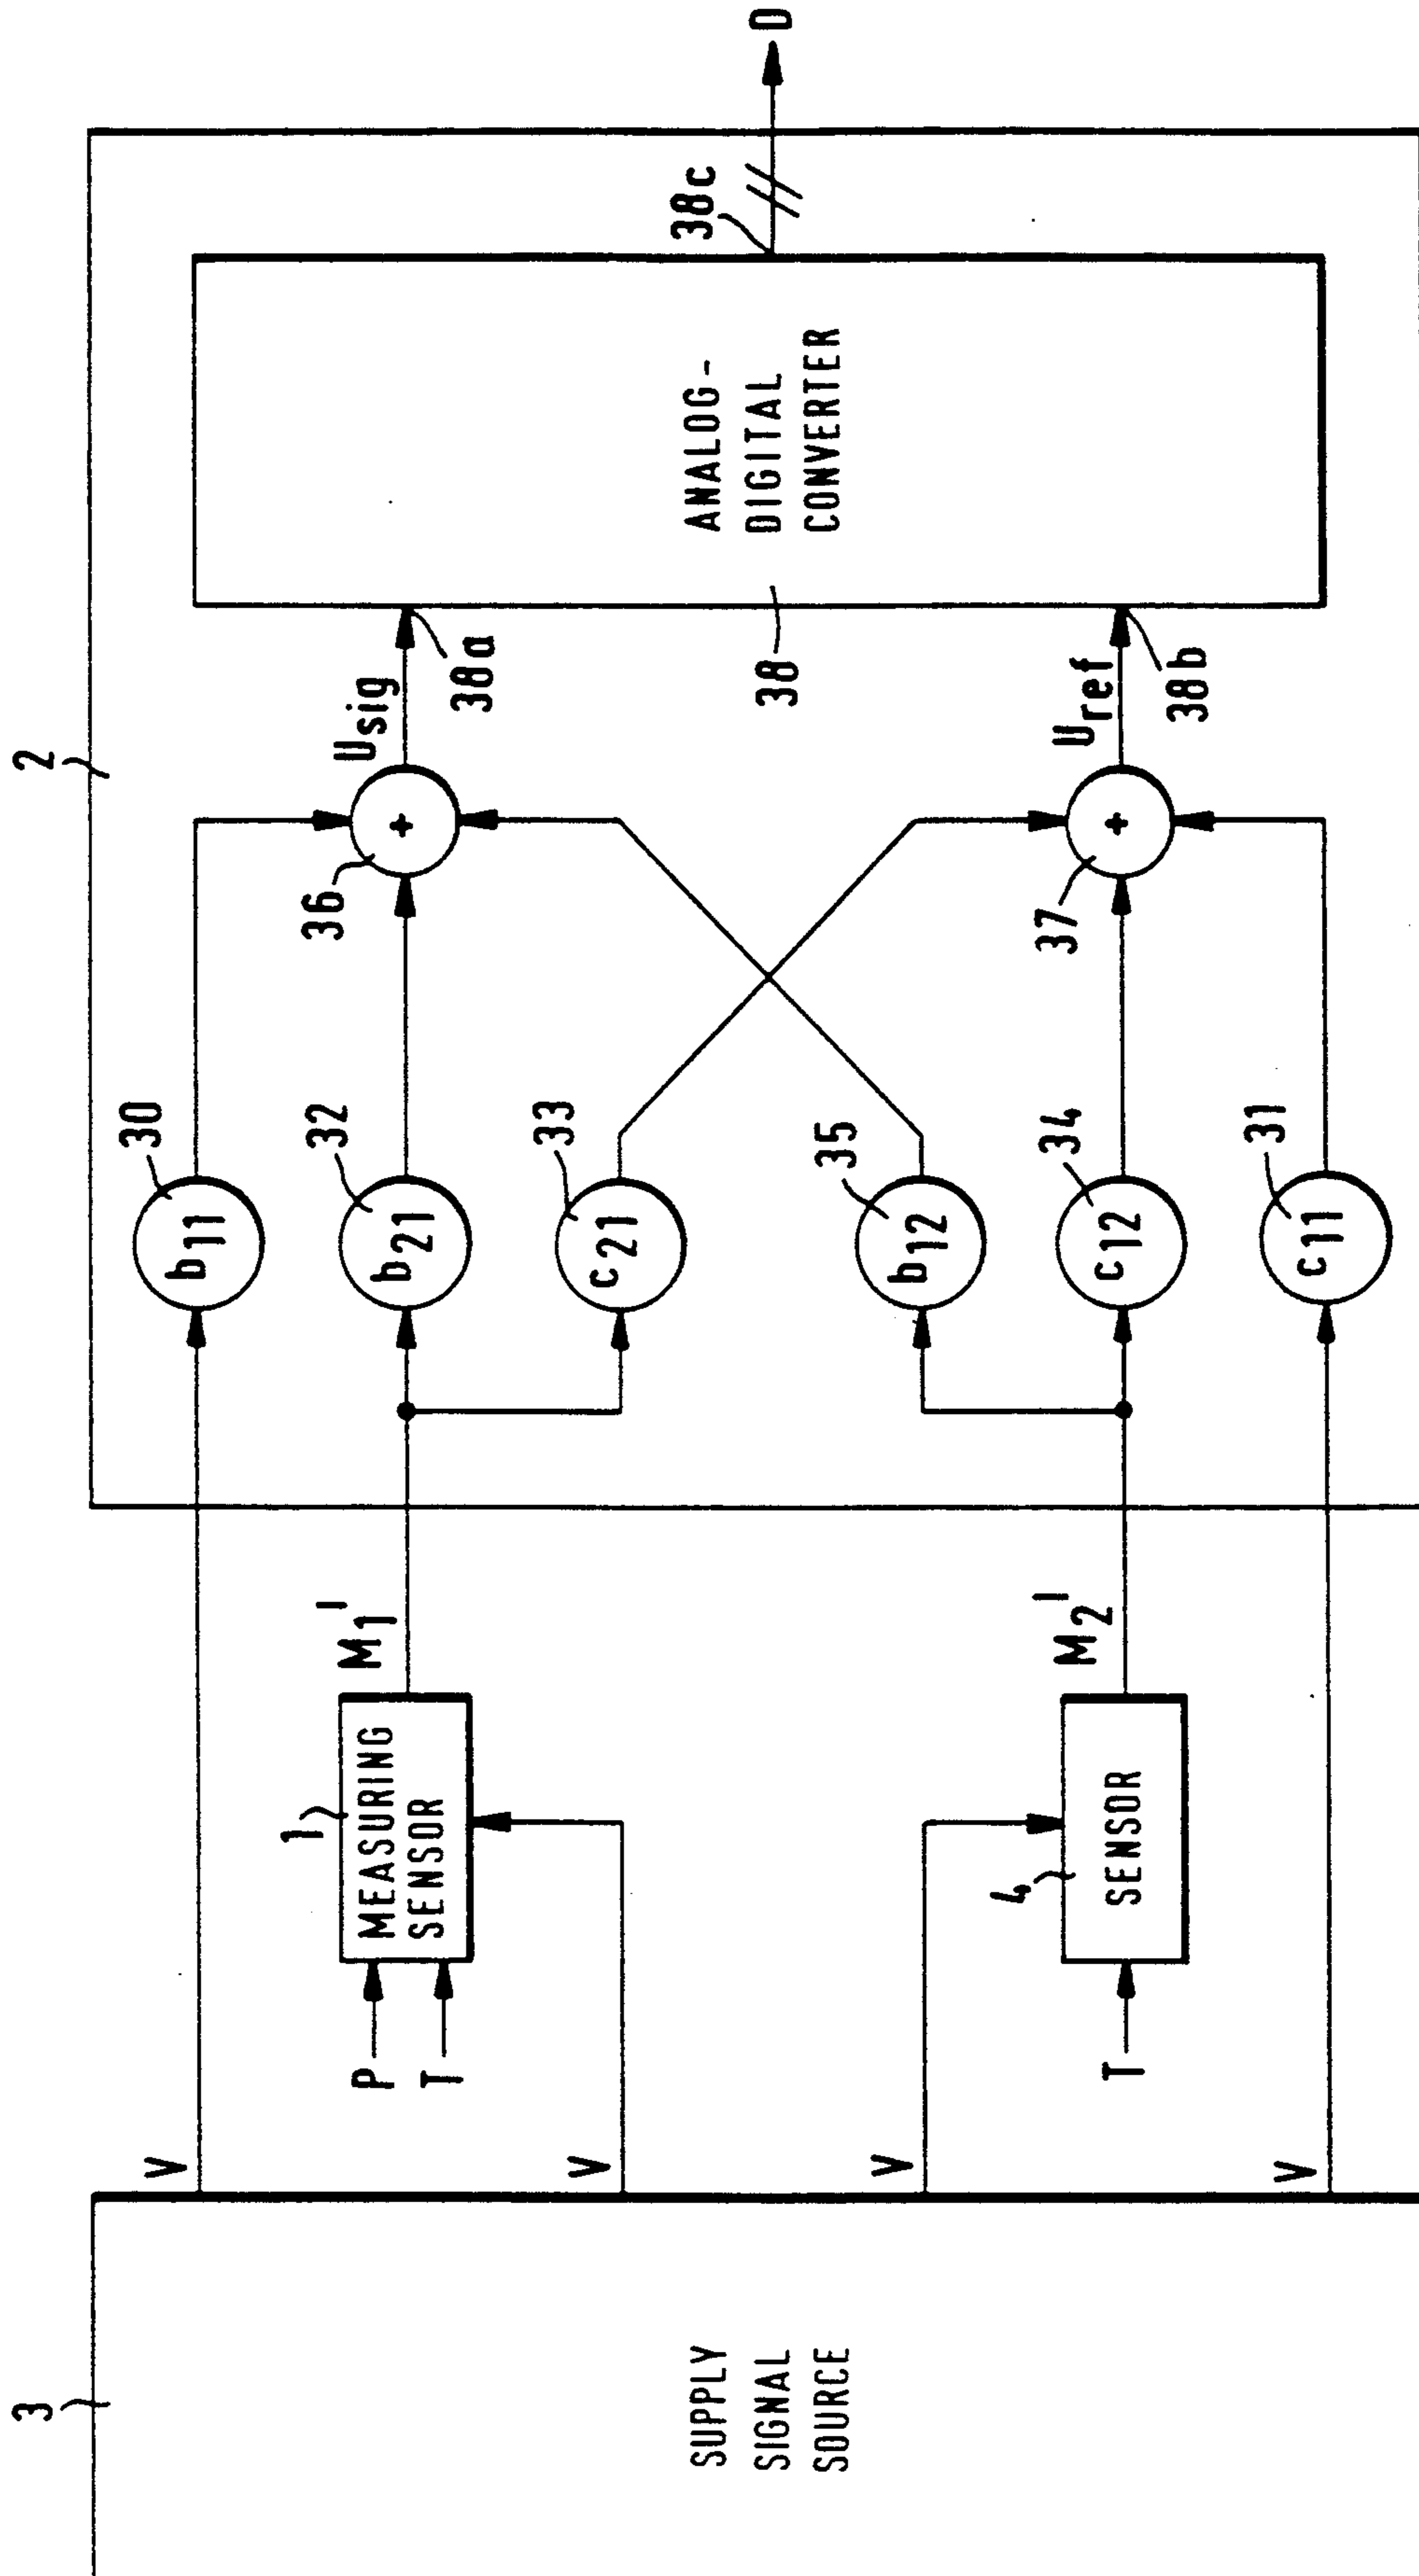 3
SUPPLY
SIGNAL
SOURCE
V
V
V
V
P
T
1
MEASURING
SENSOR
M1'
T
4
SENSOR
M2'
2
b11
30
b21
32
c21
33
b12
35
c12
34
c11
31
+
36
+
37
Usig
38a
Uref
38b
38
ANALOG-
DIGITAL
CONVERTER
38c
D